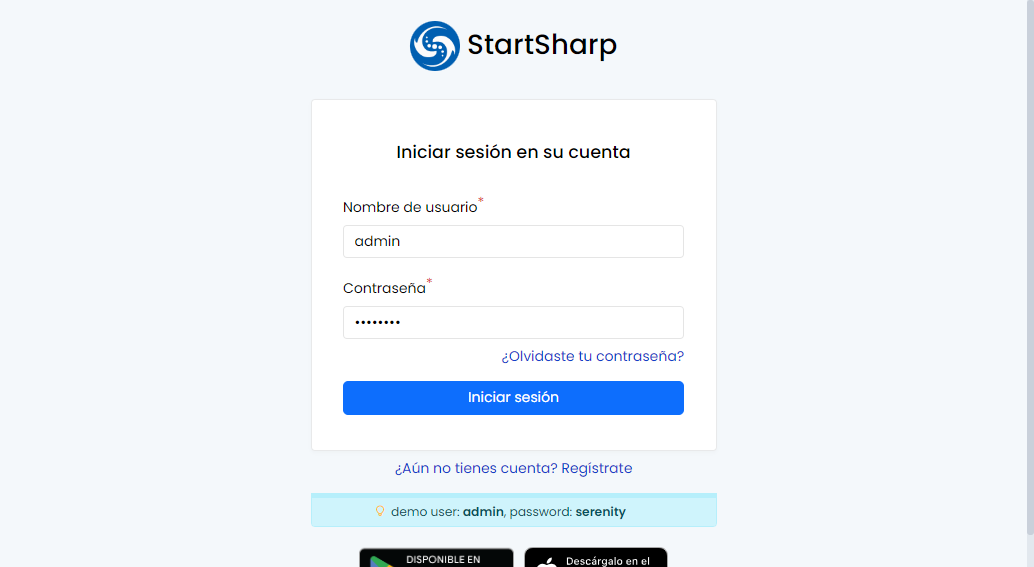 StartSharp
Iniciar sesión en su cuenta
Nombre de usuario*
admin
Contraseña*
••••••••
¿Olvidaste tu contraseña?
Iniciar sesión
¿Aún no tienes cuenta? Regístrate
demo user: admin, password: serenity
DISPONIBLE EN
Descárgalo en el